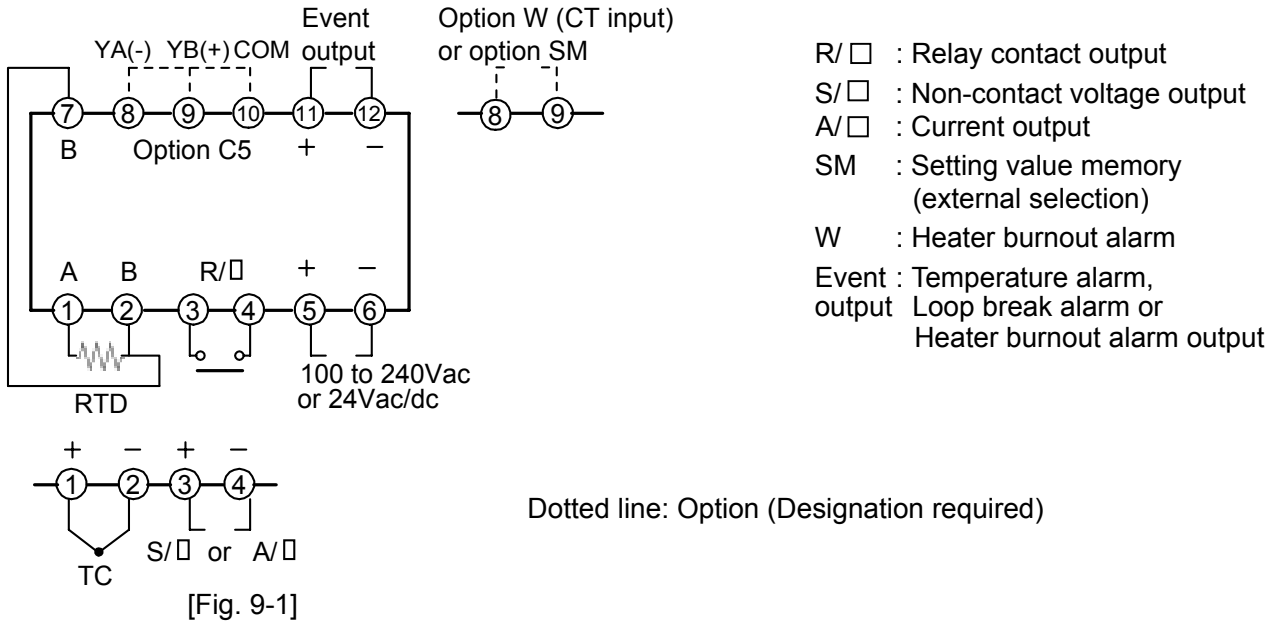 Event Option W (CT input)
YA(-) YB(+) COM output or option SM
7 8 9 10 11 12 8 9
B Option C5 + −
A B R/□ + −
1 2 3 4 5 6
100 to 240Vac
or 24Vac/dc
RTD
+ − + −
1 2 3 4
S/□ or A/□
TC
[Fig. 9-1]
R/□ : Relay contact output
S/□ : Non-contact voltage output
A/□ : Current output
SM : Setting value memory
(external selection)
W : Heater burnout alarm
Event : Temperature alarm,
output Loop break alarm or
Heater burnout alarm output
Dotted line: Option (Designation required)